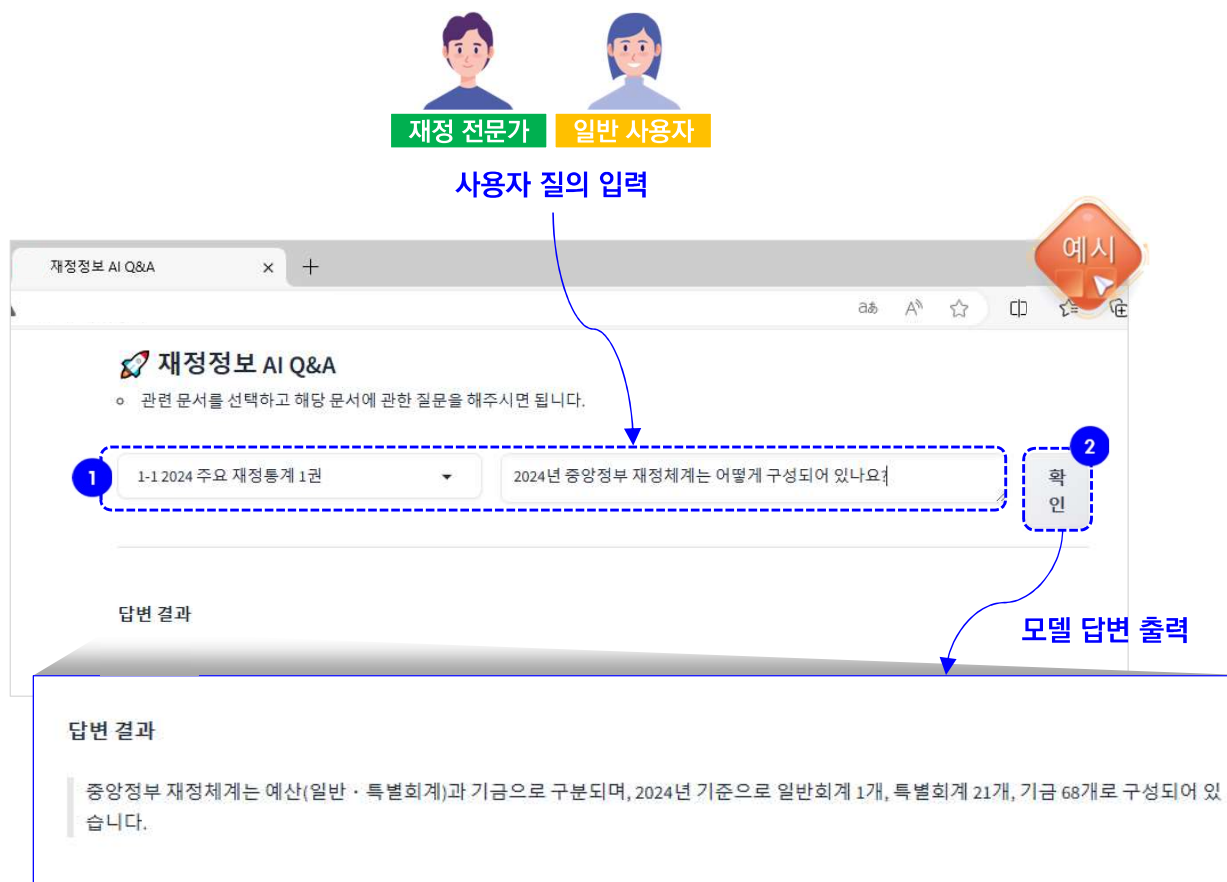 재정 전문가
일반 사용자
사용자 질의 입력
예시
재정정보 AI Q&A
× +
aあ A
🚀 재정정보 AI Q&A
관련 문서를 선택하고 해당 문서에 관한 질문을 해주시면 됩니다.
1
1-1 2024 주요 재정통계 1권
2024년 중앙정부 재정체계는 어떻게 구성되어 있나요?
2
확
인
답변 결과
모델 답변 출력
답변 결과
중앙정부 재정체계는 예산(일반・특별회계)과 기금으로 구분되며, 2024년 기준으로 일반회계 1개, 특별회계 21개, 기금 68개로 구성되어 있
습니다.